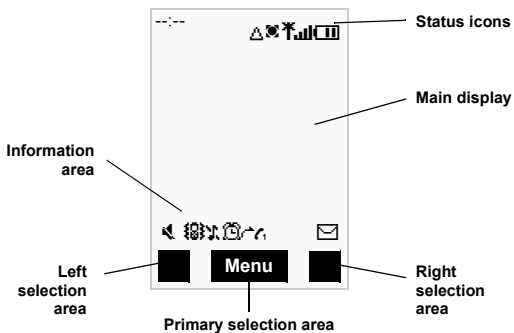 --:--
Status icons
Main display
Information
area
Menu
Left
selection
area
Right
selection
area
Primary selection area